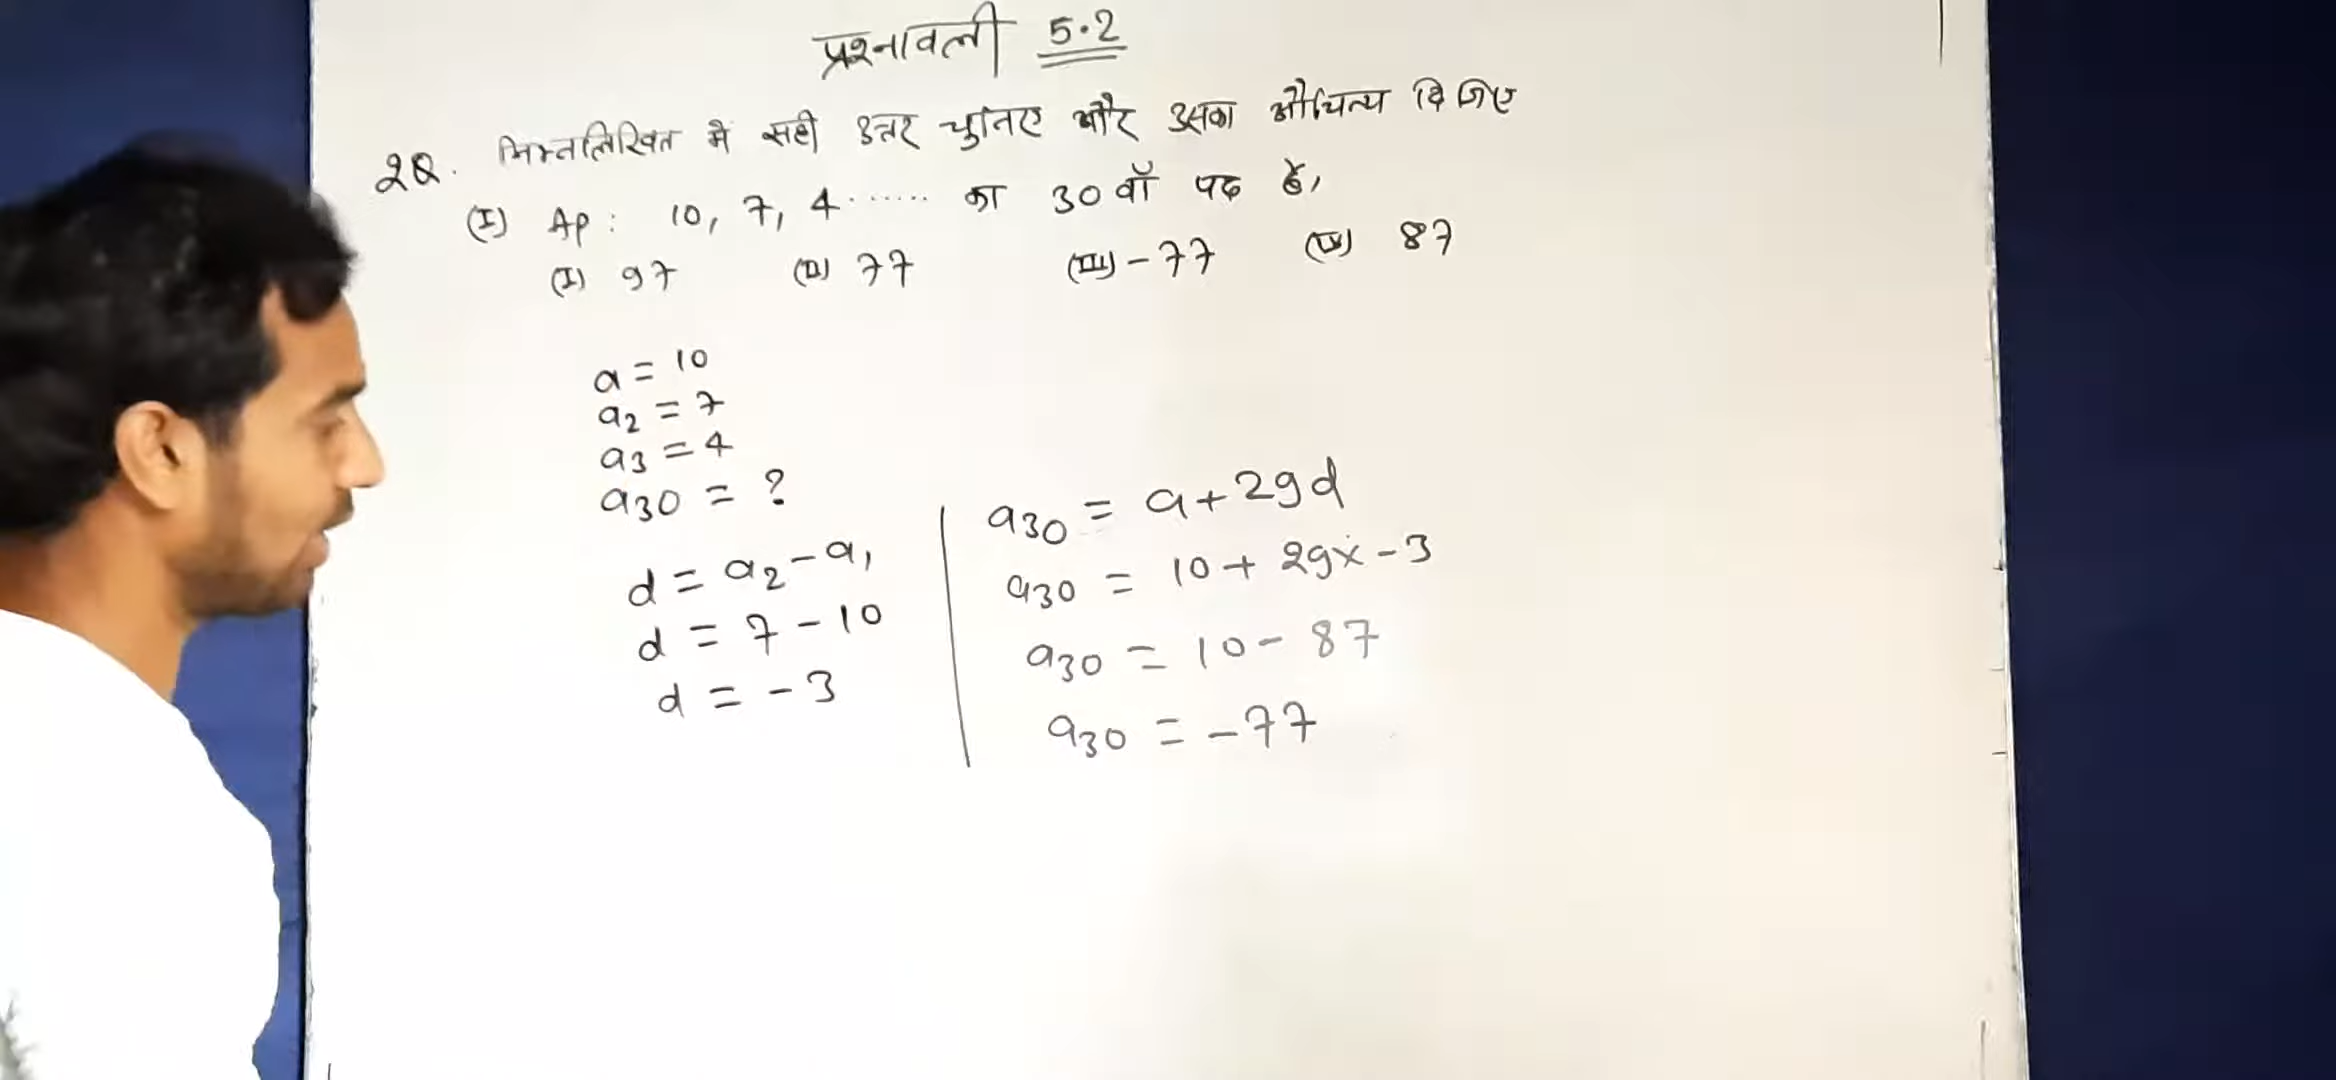 प्रश्नावली 5.2
2Q. निम्नलिखित में सही उत्तर चुनिए और उसका औचित्य दिजिए
(I) AP: 10, 7, 4 ...... का 30 वाँ पद है,
(I) 97 (II) 77 (III) -77 (IV) 87
a = 10
a2 = 7
a3 = 4
a30 = ?
d = a2 - a1
d = 7 - 10
d = -3
a30 = a + 29d
a30 = 10 + 29x -3
a30 = 10 - 87
a30 = -77